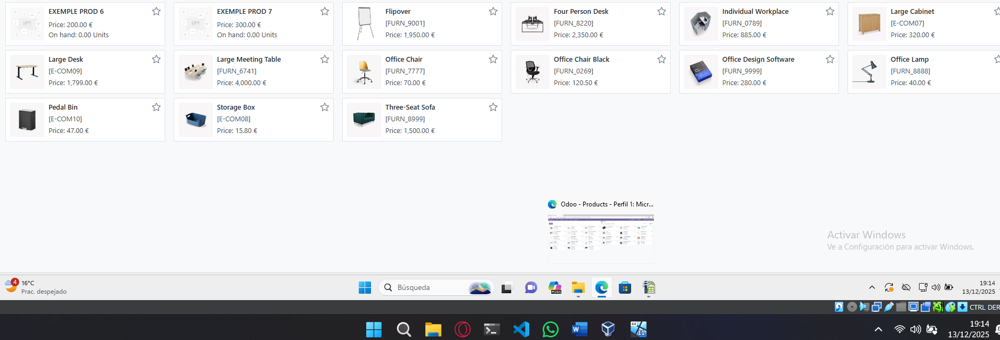 EXEMPLE PROD 6
Price: 200.00 €
On hand: 0.00 Units
EXEMPLE PROD 7
Price: 300.00 €
On hand: 0.00 Units
Flipover
[FURN_9001]
Price: 1,950.00 €
Four Person Desk
[FURN_8220]
Price: 2,350.00 €
Individual Workplace
[FURN_0789]
Price: 885.00 €
Large Cabinet
[E-COM07]
Price: 320.00 €
Large Desk
[E-COM09]
Price: 1,799.00 €
Large Meeting Table
[FURN_6741]
Price: 4,000.00 €
Office Chair
[FURN_7777]
Price: 70.00 €
Office Chair Black
[FURN_0269]
Price: 120.50 €
Office Design Software
[FURN_9999]
Price: 280.00 €
Office Lamp
[FURN_8888]
Price: 40.00 €
Pedal Bin
[E-COM10]
Price: 47.00 €
Storage Box
[E-COM08]
Price: 15.80 €
Three-Seat Sofa
[FURN_8999]
Price: 1,500.00 €
Odoo - Products - Perfil 1: Micr...
Activar Windows
Ve a Configuración para activar Windows.
4
16°C
Prac. despejado
Búsqueda
M365
19:14
13/12/2025
CTRL DER
W
64
11
19:14
13/12/2025